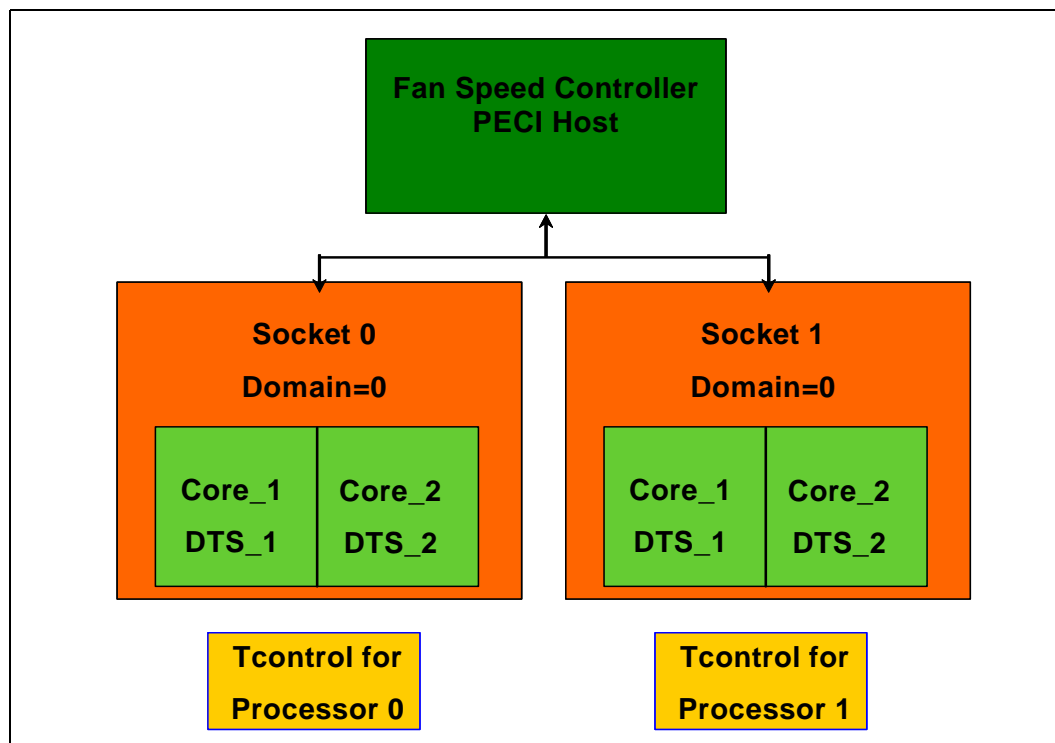 Fan Speed Controller
PECI Host
Socket 0
Domain=0
Core_1
DTS_1
Core_2
DTS_2
Socket 1
Domain=0
Core_1
DTS_1
Core_2
DTS_2
Tcontrol for
Processor 0
Tcontrol for
Processor 1